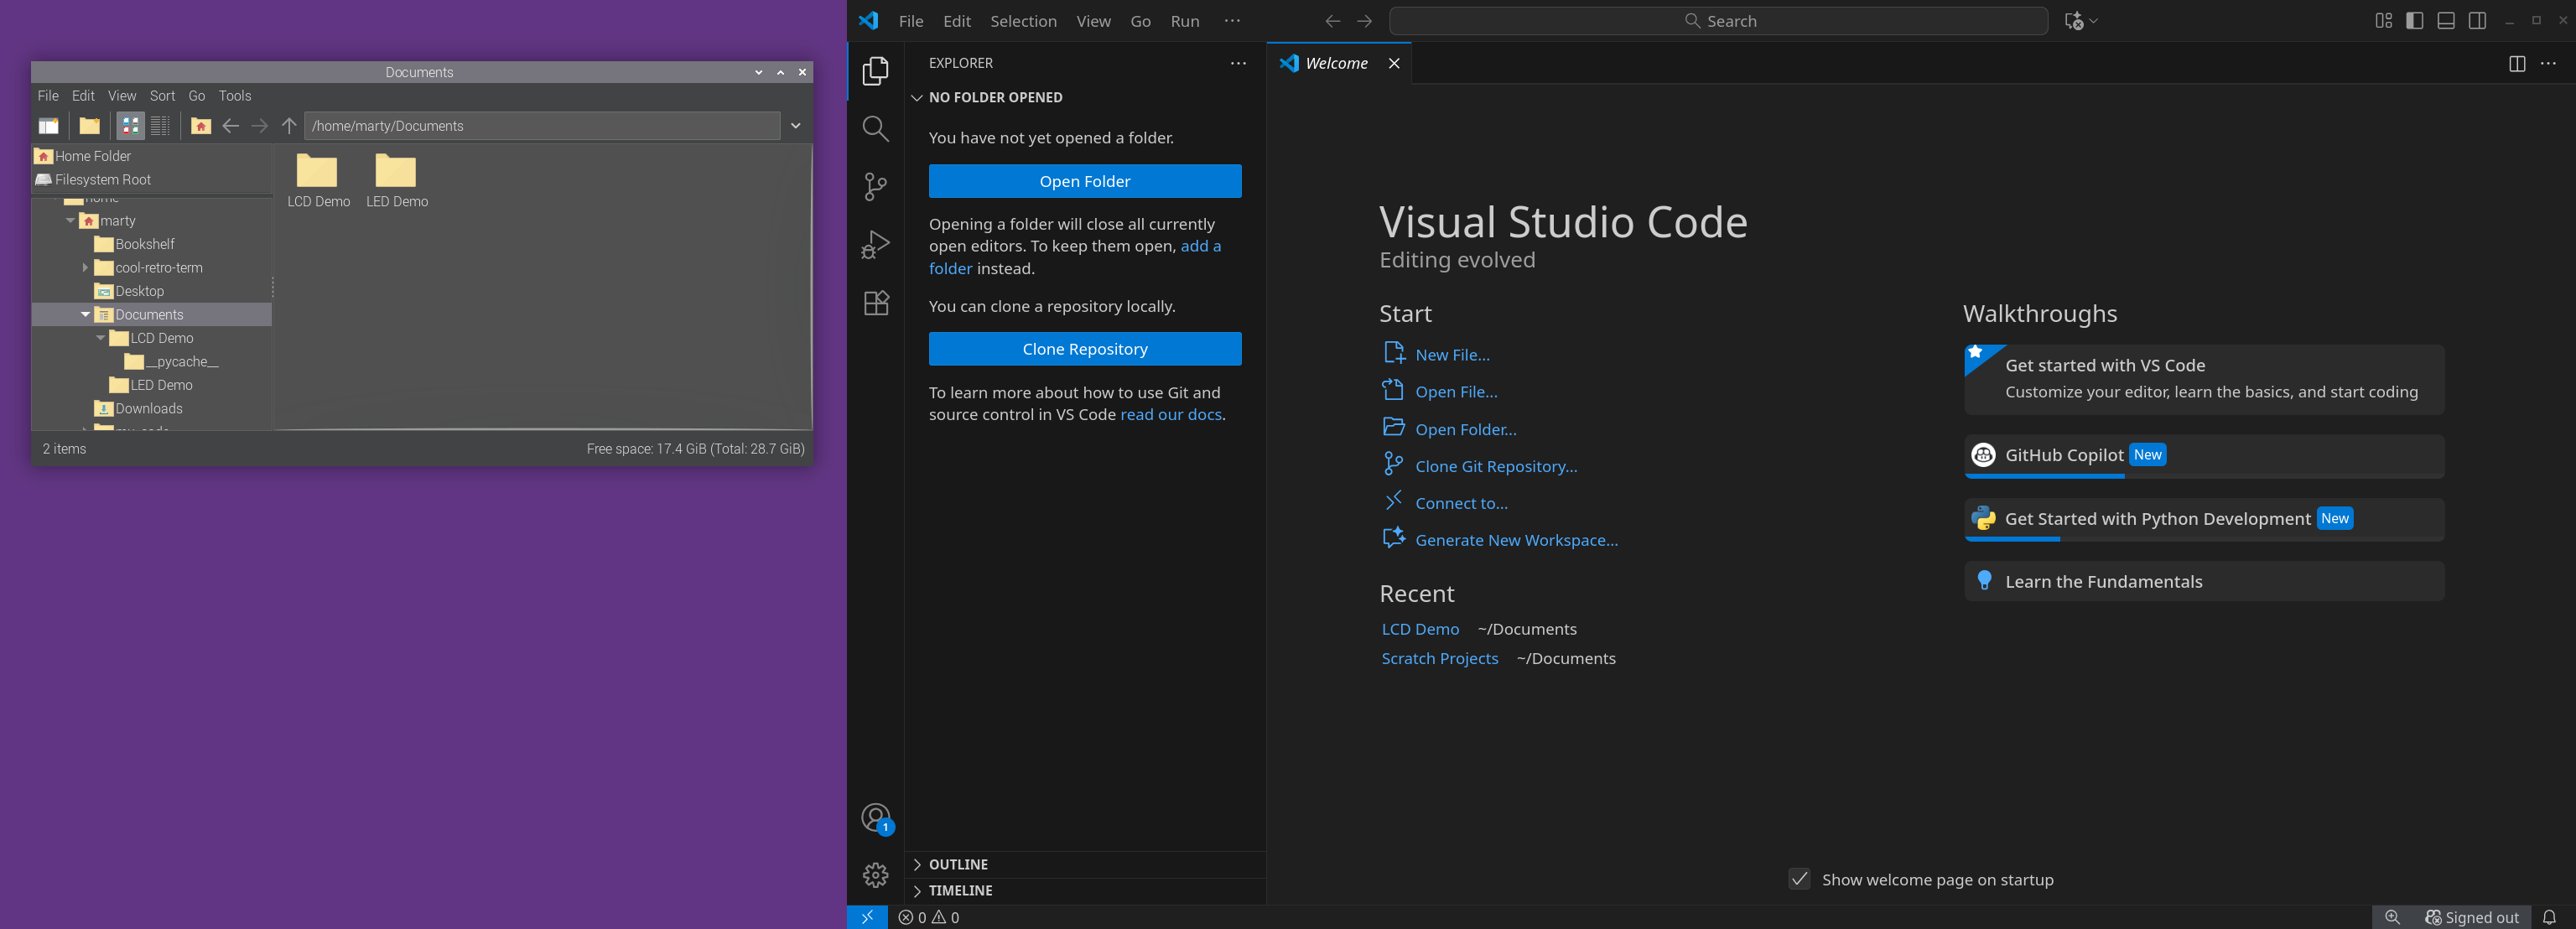 Documents
File Edit View Sort Go Tools
/home/marty/Documents
Home Folder
Filesystem Root
home
marty
Bookshelf
cool-retro-term
Desktop
Documents
LCD Demo
__pycache__
LED Demo
Downloads
LCD Demo LED Demo
2 items Free space: 17.4 GiB (Total: 28.7 GiB)
File Edit Selection View Go Run ···
Search
EXPLORER
NO FOLDER OPENED
You have not yet opened a folder.
Open Folder
Opening a folder will close all currently
open editors. To keep them open, add a
folder instead.
You can clone a repository locally.
Clone Repository
To learn more about how to use Git and
source control in VS Code read our docs.
1
OUTLINE
TIMELINE
Welcome
Visual Studio Code
Editing evolved
Start
New File...
Open File...
Open Folder...
Clone Git Repository...
Connect to...
Generate New Workspace...
Recent
LCD Demo ~/Documents
Scratch Projects ~/Documents
Walkthroughs
Get started with VS Code
Customize your editor, learn the basics, and start coding
GitHub Copilot New
Get Started with Python Development New
Learn the Fundamentals
Show welcome page on startup
0 0
Signed out